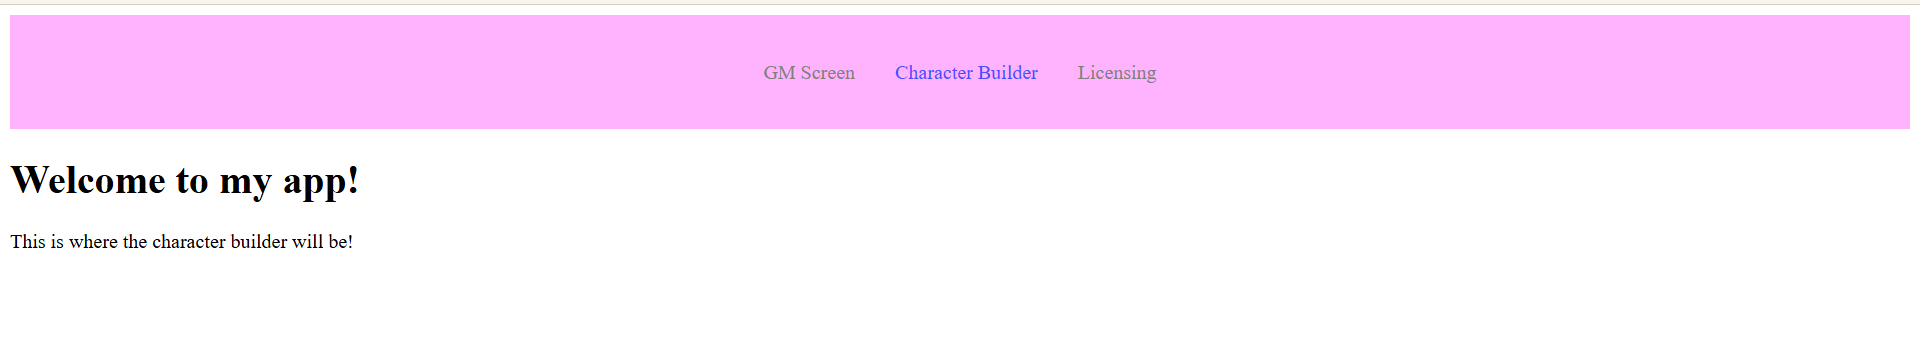 GM Screen Character Builder Licensing
Welcome to my app!
This is where the character builder will be!